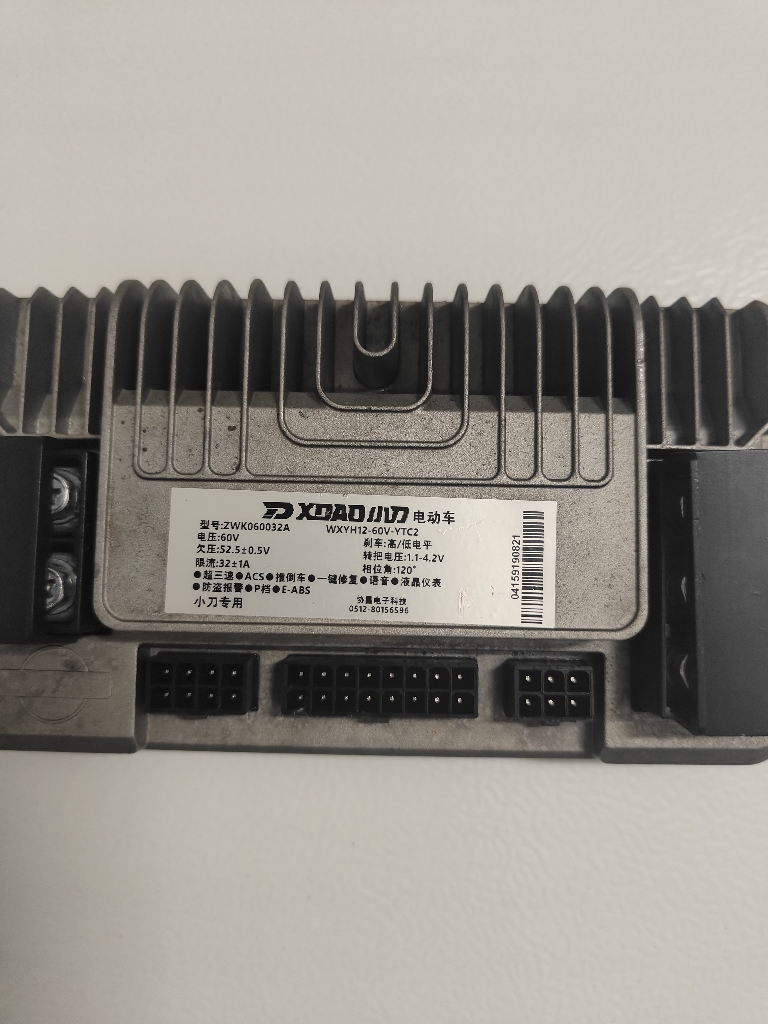 XDAO小刀 电动车
型号:ZWK060032A WXYH12-60V-YTC2
电压:60V 刹车:高/低电平
欠压:52.5±0.5V 转把电压:1.1-4.2V
限流:32±1A 相位角:120°
●超三速●ACS●推倒车●一键修复●语音●液晶仪表
●防盗报警●P档●E-ABS
小刀专用 协昌电子科技
0512-80156596
04159190821